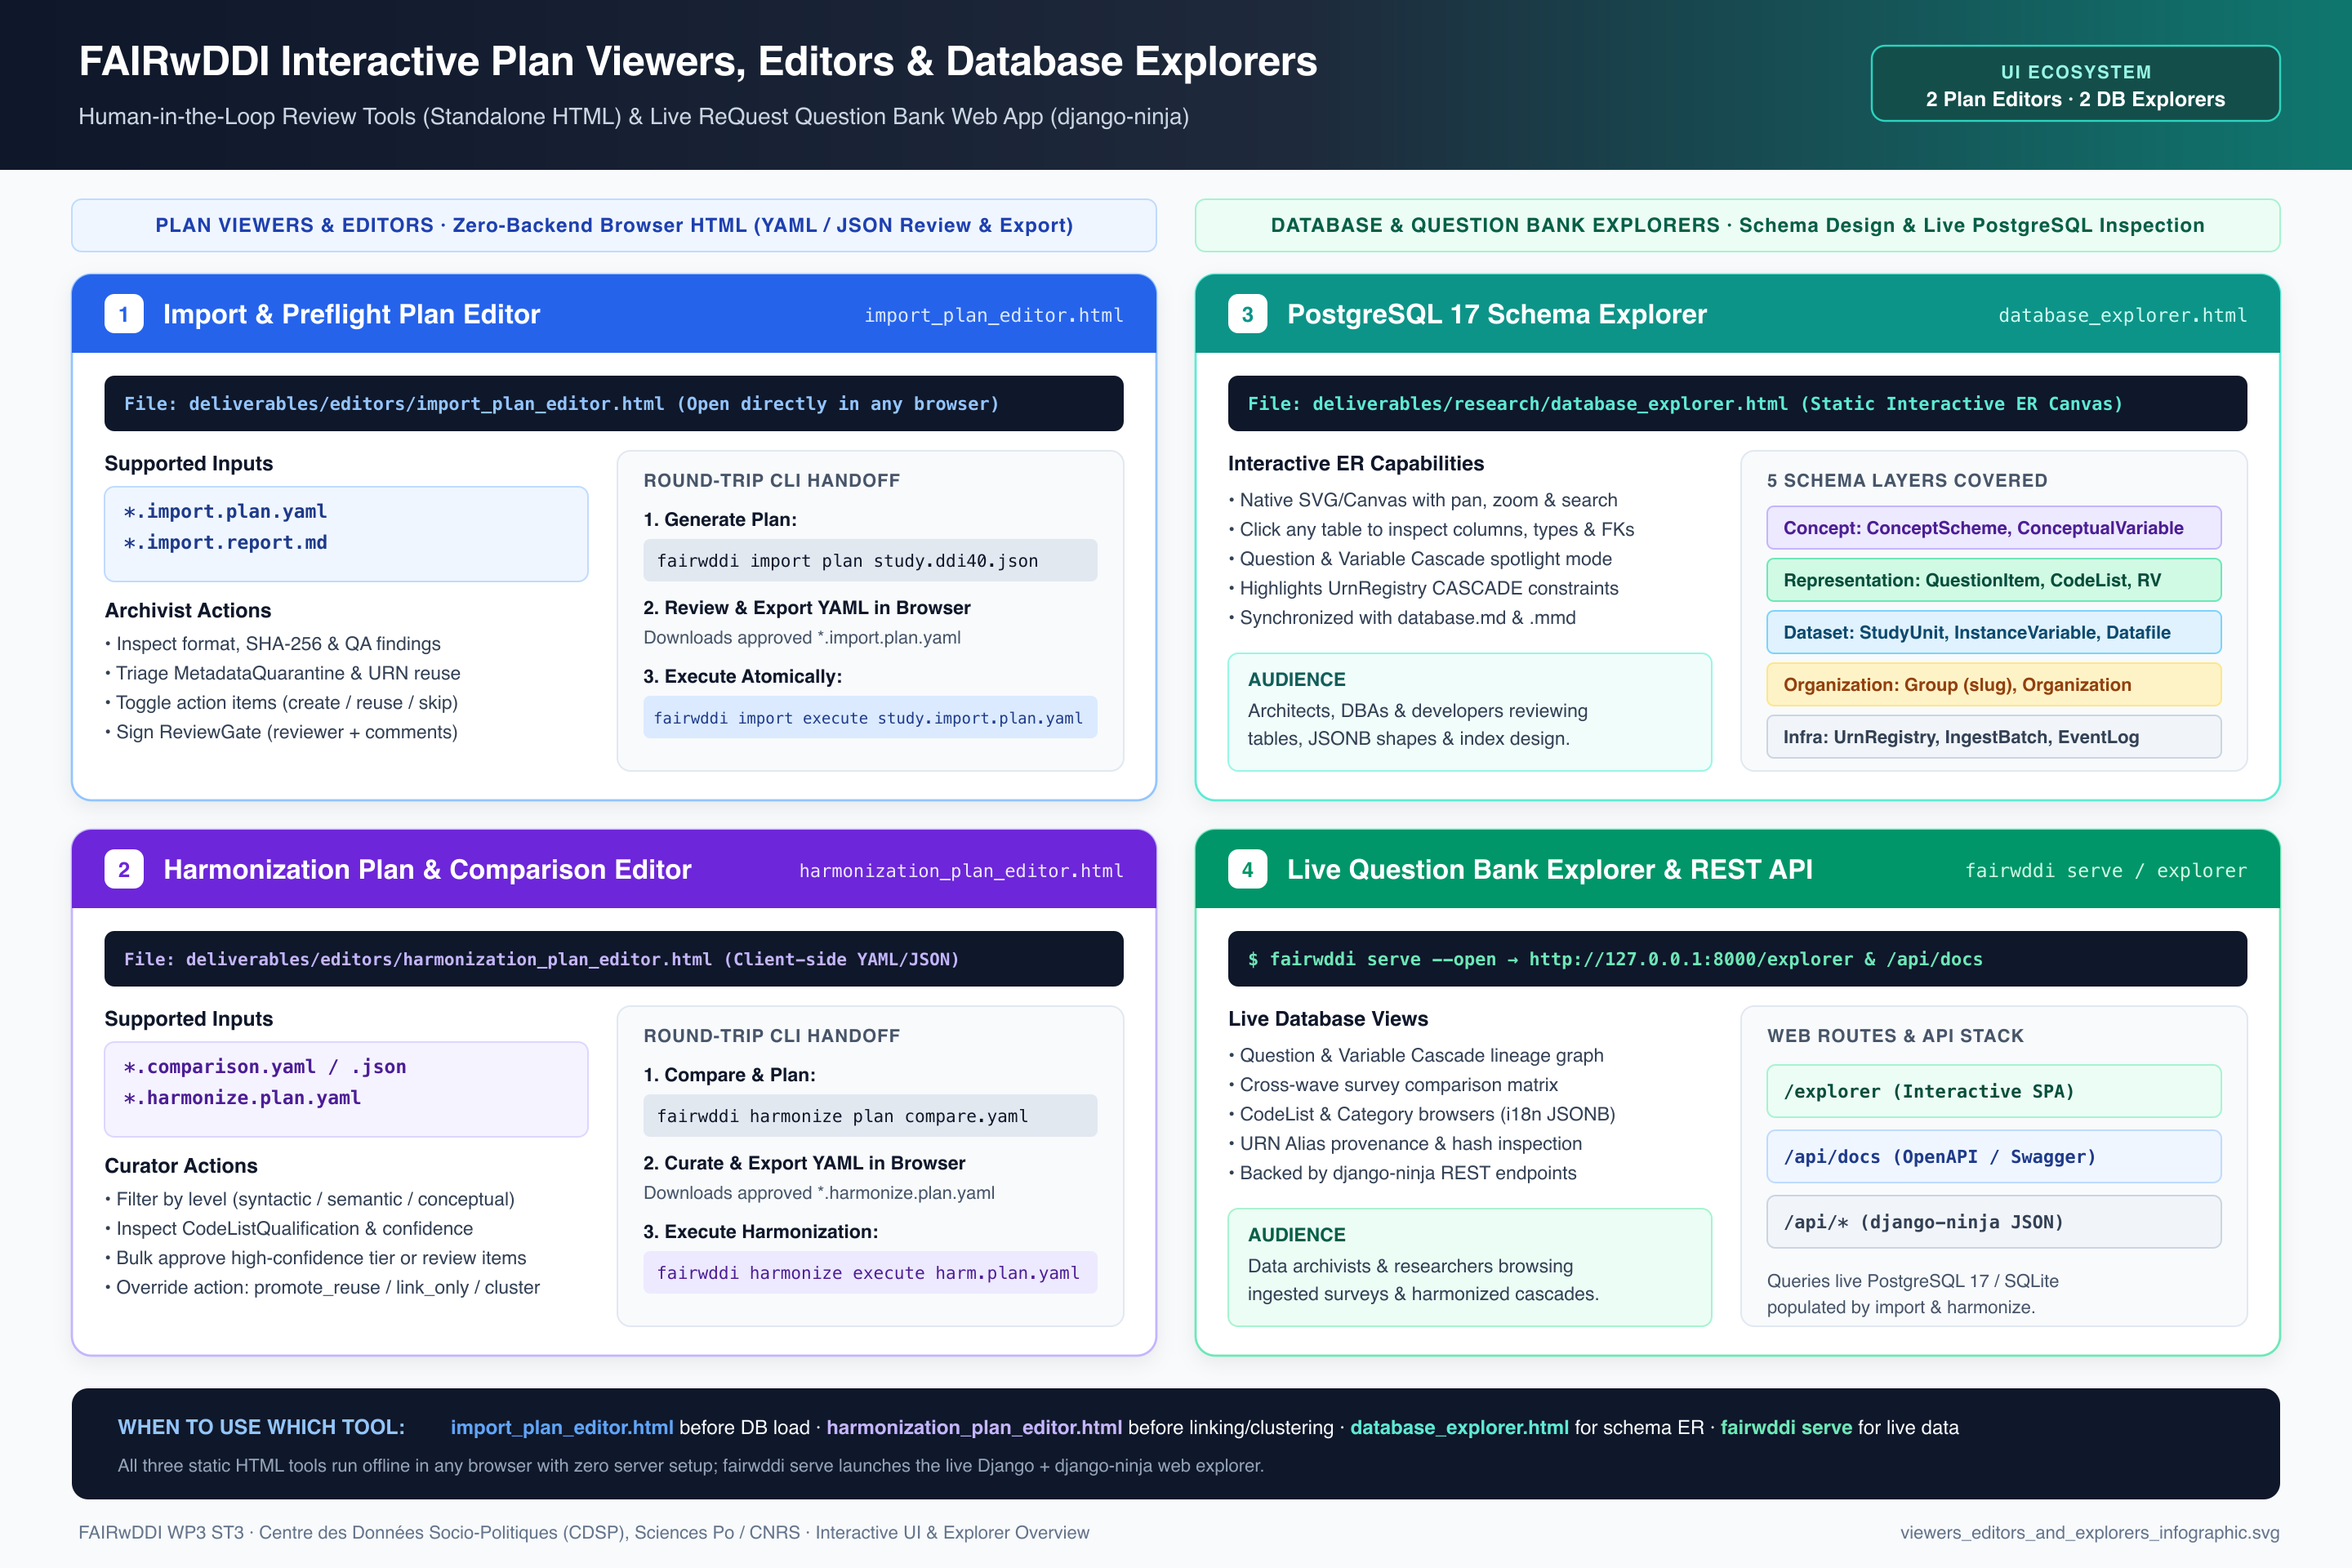 FAIRwDDI Interactive Plan Viewers, Editors & Database Explorers
Human-in-the-Loop Review Tools (Standalone HTML) & Live ReQuest Question Bank Web App (django-ninja)
UI ECOSYSTEM
2 Plan Editors · 2 DB Explorers
PLAN VIEWERS & EDITORS · Zero-Backend Browser HTML (YAML / JSON Review & Export)
DATABASE & QUESTION BANK EXPLORERS · Schema Design & Live PostgreSQL Inspection
1 Import & Preflight Plan Editor import_plan_editor.html
File: deliverables/editors/import_plan_editor.html (Open directly in any browser)
Supported Inputs
*.import.plan.yaml
*.import.report.md
Archivist Actions
• Inspect format, SHA-256 & QA findings
• Triage MetadataQuarantine & URN reuse
• Toggle action items (create / reuse / skip)
• Sign ReviewGate (reviewer + comments)
ROUND-TRIP CLI HANDOFF
1. Generate Plan:
fairwddi import plan study.ddi40.json
2. Review & Export YAML in Browser
Downloads approved *.import.plan.yaml
3. Execute Atomically:
fairwddi import execute study.import.plan.yaml
3 PostgreSQL 17 Schema Explorer database_explorer.html
File: deliverables/research/database_explorer.html (Static Interactive ER Canvas)
Interactive ER Capabilities
• Native SVG/Canvas with pan, zoom & search
• Click any table to inspect columns, types & FKs
• Question & Variable Cascade spotlight mode
• Highlights UrnRegistry CASCADE constraints
• Synchronized with database.md & .mmd
AUDIENCE
Architects, DBAs & developers reviewing
tables, JSONB shapes & index design.
5 SCHEMA LAYERS COVERED
Concept: ConceptScheme, ConceptualVariable
Representation: QuestionItem, CodeList, RV
Dataset: StudyUnit, InstanceVariable, Datafile
Organization: Group (slug), Organization
Infra: UrnRegistry, IngestBatch, EventLog
2 Harmonization Plan & Comparison Editor harmonization_plan_editor.html
File: deliverables/editors/harmonization_plan_editor.html (Client-side YAML/JSON)
Supported Inputs
*.comparison.yaml / .json
*.harmonize.plan.yaml
Curator Actions
• Filter by level (syntactic / semantic / conceptual)
• Inspect CodeListQualification & confidence
• Bulk approve high-confidence tier or review items
• Override action: promote_reuse / link_only / cluster
ROUND-TRIP CLI HANDOFF
1. Compare & Plan:
fairwddi harmonize plan compare.yaml
2. Curate & Export YAML in Browser
Downloads approved *.harmonize.plan.yaml
3. Execute Harmonization:
fairwddi harmonize execute harm.plan.yaml
4 Live Question Bank Explorer & REST API fairwddi serve / explorer
$ fairwddi serve --open → http://127.0.0.1:8000/explorer & /api/docs
Live Database Views
• Question & Variable Cascade lineage graph
• Cross-wave survey comparison matrix
• CodeList & Category browsers (i18n JSONB)
• URN Alias provenance & hash inspection
• Backed by django-ninja REST endpoints
AUDIENCE
Data archivists & researchers browsing
ingested surveys & harmonized cascades.
WEB ROUTES & API STACK
/explorer (Interactive SPA)
/api/docs (OpenAPI / Swagger)
/api/* (django-ninja JSON)
Queries live PostgreSQL 17 / SQLite
populated by import & harmonize.
WHEN TO USE WHICH TOOL: import_plan_editor.html before DB load · harmonization_plan_editor.html before linking/clustering · database_explorer.html for schema ER · fairwddi serve for live data
All three static HTML tools run offline in any browser with zero server setup; fairwddi serve launches the live Django + django-ninja web explorer.
FAIRwDDI WP3 ST3 · Centre des Données Socio-Politiques (CDSP), Sciences Po / CNRS · Interactive UI & Explorer Overview
viewers_editors_and_explorers_infographic.svg